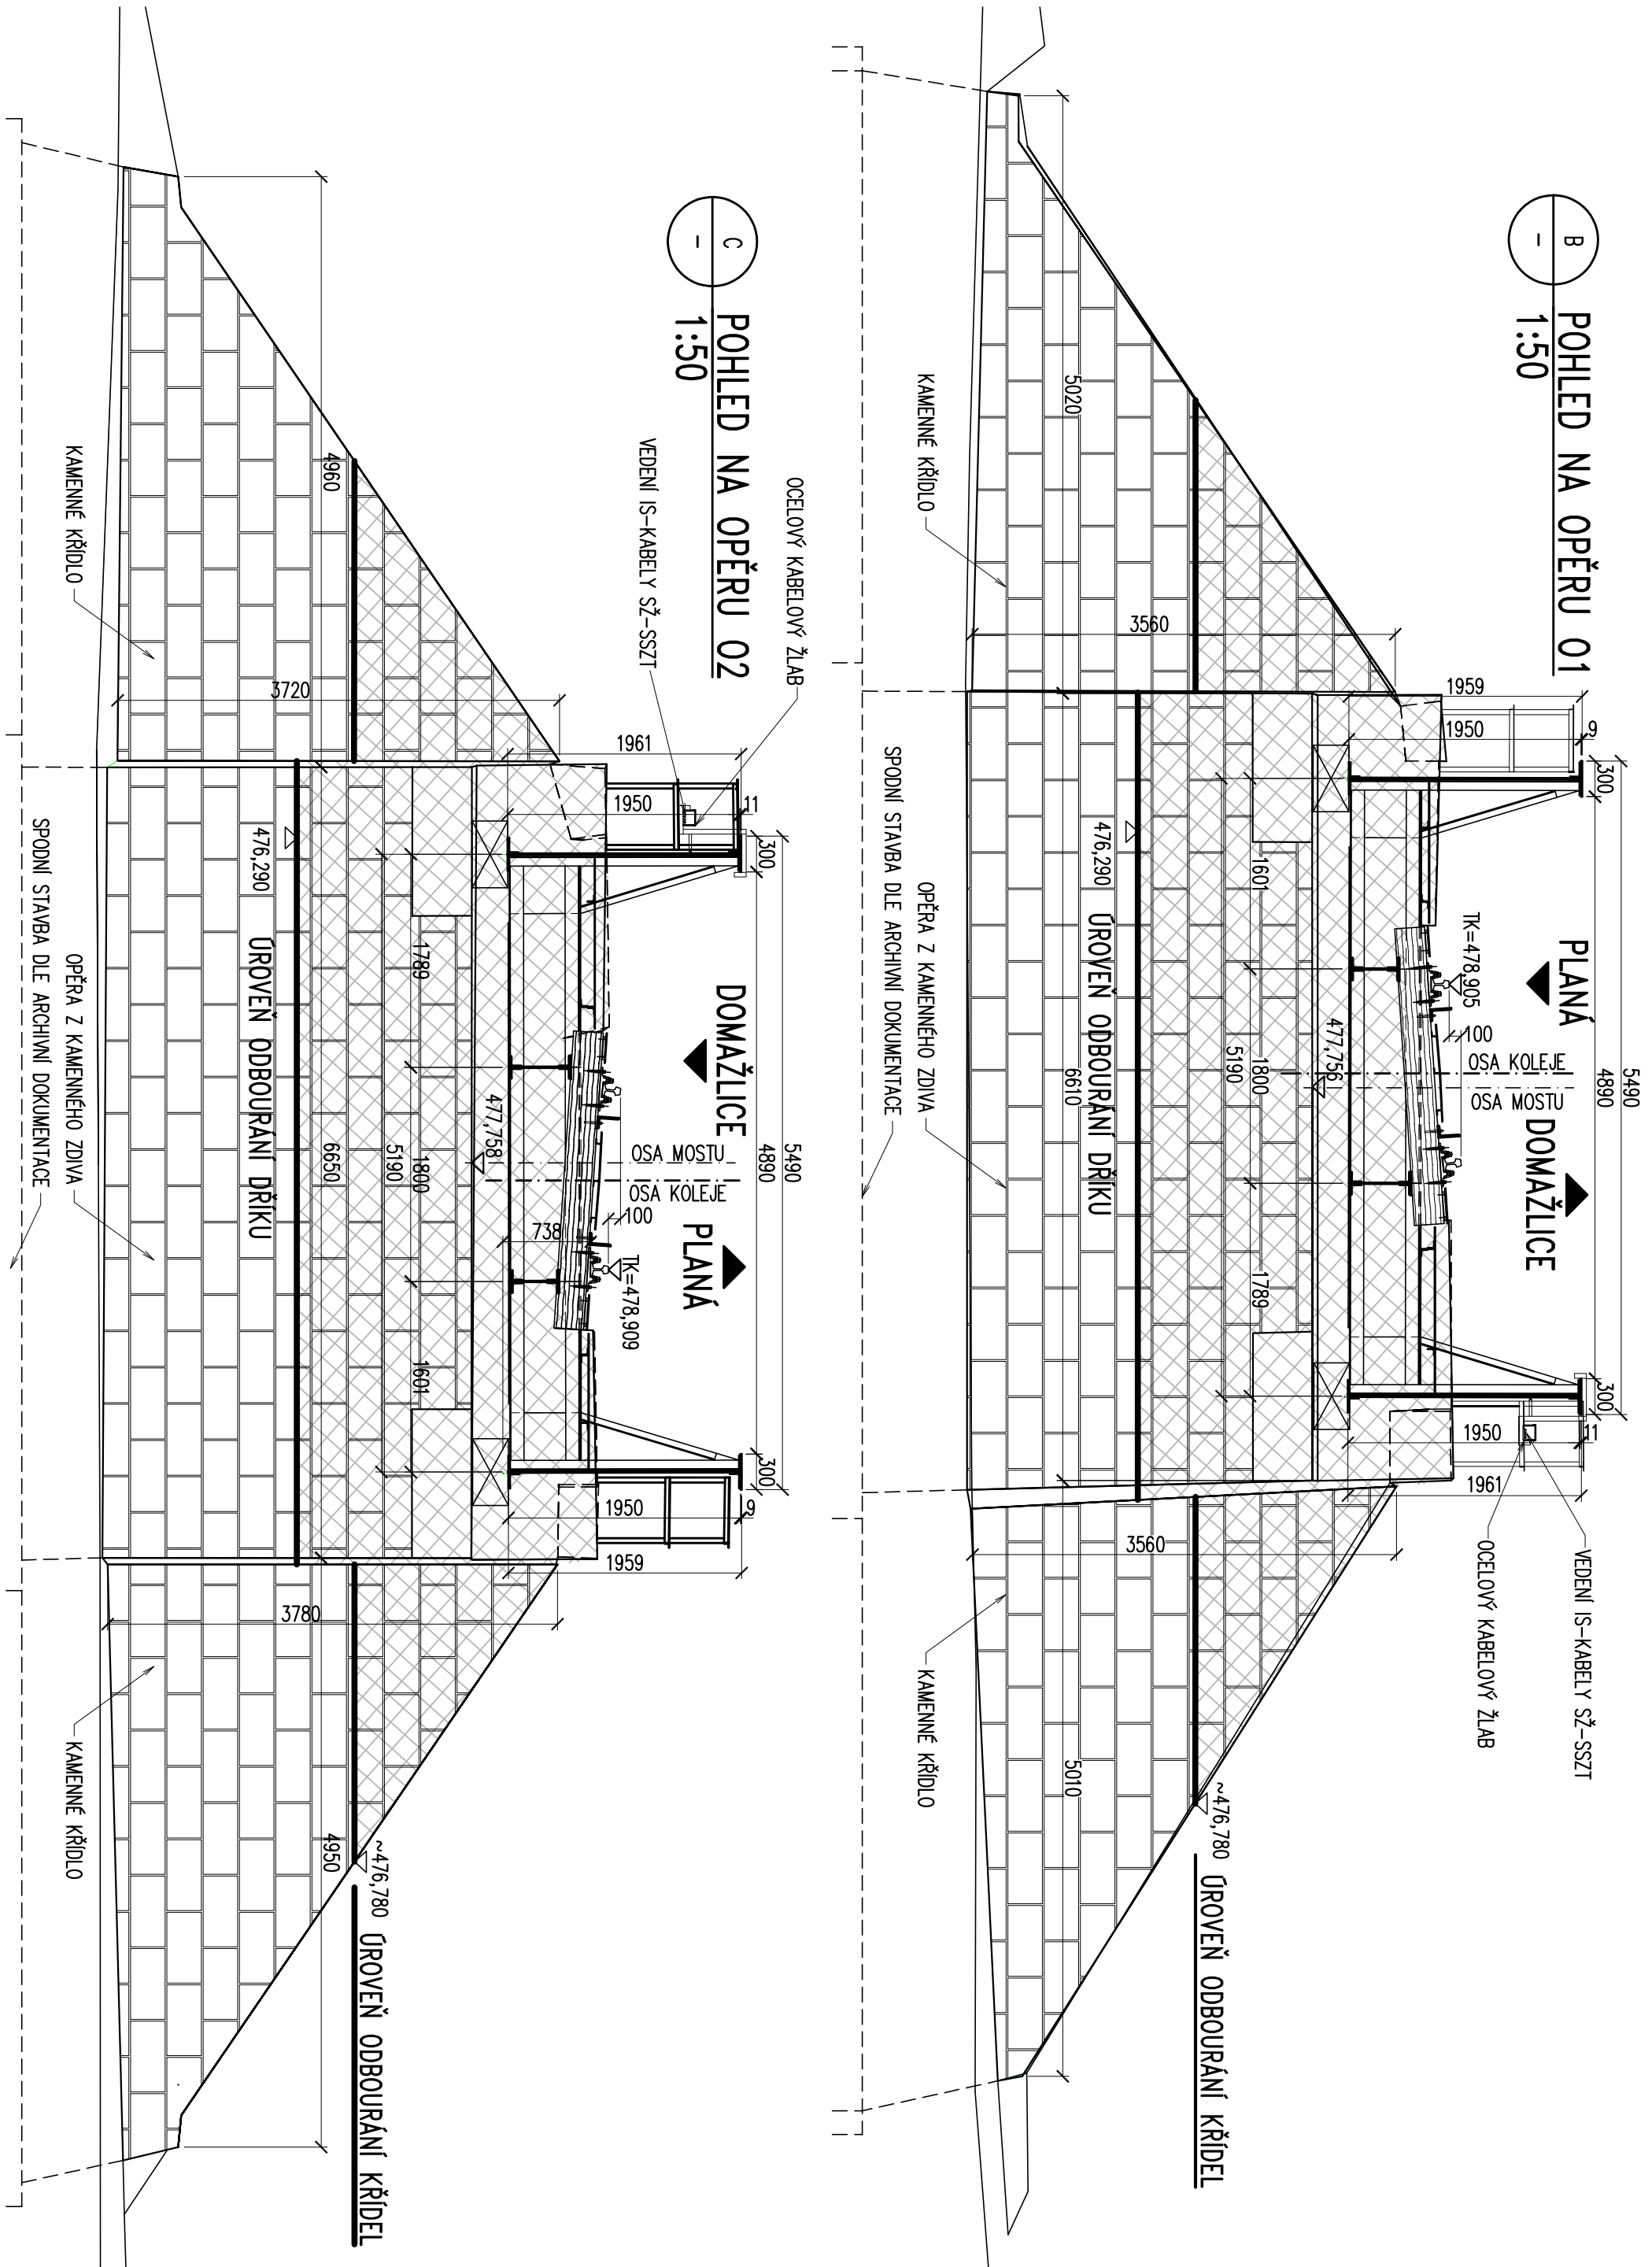 B
-
POHLED NA OPĚRU O1
1:50
5490
4890
300
300
1959
1950
9
PLANÁ
DOMAŽLICE
TK=478,905
100
OSA KOLEJE
OSA MOSTU
477,756
1601
1800
1789
5190
6610
11
1950
1961
VEDENÍ IS-KABELY SŽ-SSZT
OCELOVÝ KABELOVÝ ŽLAB
5020
3560
3560
5010
476,290
ÚROVEŇ ODBOURÁNÍ DŘÍKU
~476,780
ÚROVEŇ ODBOURÁNÍ KŘÍDEL
KAMENNÉ KŘÍDLO
OPĚRA Z KAMENNÉHO ZDIVA
SPODNÍ STAVBA DLE ARCHIVNÍ DOKUMENTACE
KAMENNÉ KŘÍDLO
C
-
POHLED NA OPĚRU O2
1:50
OCELOVÝ KABELOVÝ ŽLAB
VEDENÍ IS-KABELY SŽ-SSZT
5490
4890
300
300
1961
1950
11
DOMAŽLICE
PLANÁ
OSA MOSTU
OSA KOLEJE
100
738
TK=478,909
477,758
1789
1800
1601
5190
6650
9
1950
1959
4960
3720
3780
4950
476,290
ÚROVEŇ ODBOURÁNÍ DŘÍKU
~476,780
ÚROVEŇ ODBOURÁNÍ KŘÍDEL
KAMENNÉ KŘÍDLO
OPĚRA Z KAMENNÉHO ZDIVA
SPODNÍ STAVBA DLE ARCHIVNÍ DOKUMENTACE
KAMENNÉ KŘÍDLO